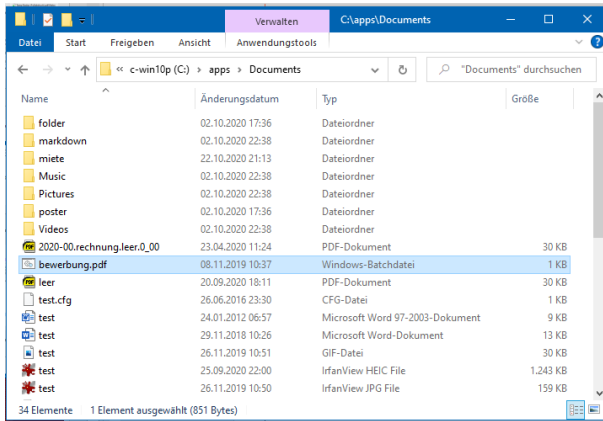 Verwalten C:\apps\Documents
Datei Start Freigeben Ansicht Anwendungstools
« c-win10p (C:) › apps › Documents "Documents" durchsuchen
Name Änderungsdatum Typ Größe
folder 02.10.2020 17:36 Dateiordner
markdown 02.10.2020 22:38 Dateiordner
miete 22.10.2020 21:13 Dateiordner
Music 02.10.2020 22:38 Dateiordner
Pictures 02.10.2020 22:38 Dateiordner
poster 02.10.2020 17:36 Dateiordner
Videos 02.10.2020 22:38 Dateiordner
2020-00.rechnung.leer.0_00 23.04.2020 11:24 PDF-Dokument 30 KB
bewerbung.pdf 08.11.2019 10:37 Windows-Batchdatei 1 KB
leer 20.09.2020 18:11 PDF-Dokument 30 KB
test.cfg 26.06.2016 23:30 CFG-Datei 1 KB
test 24.01.2012 06:57 Microsoft Word 97-2003-Dokument 9 KB
test 29.11.2018 10:26 Microsoft Word-Dokument 13 KB
test 26.11.2019 10:51 GIF-Datei 30 KB
test 25.09.2020 22:00 IrfanView HEIC File 1.243 KB
test 26.11.2019 10:50 IrfanView JPG File 159 KB
34 Elemente 1 Element ausgewählt (851 Bytes)